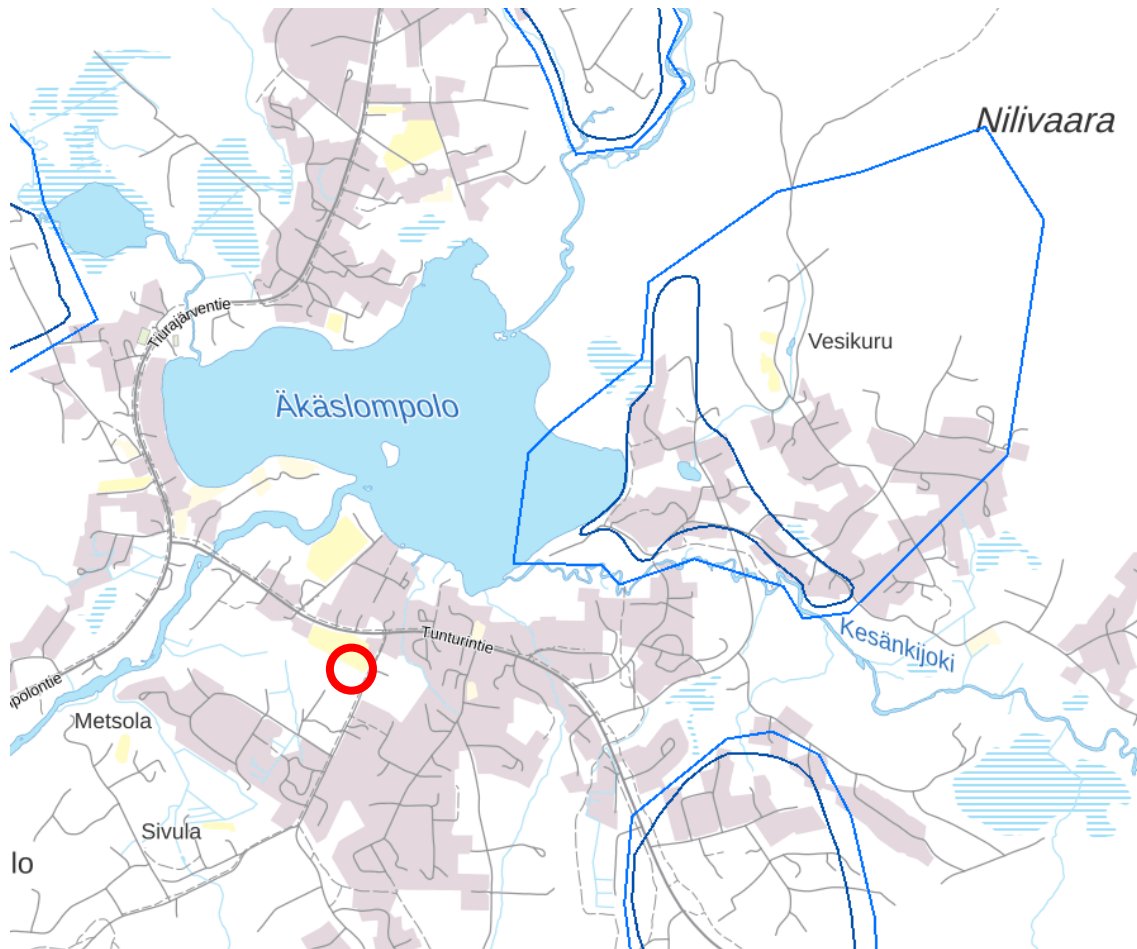 Nilivaara
Tiurajärventie
Vesikuru
Äkäslompolo
Tunturintie
Kesänkijoki
polontie
Metsola
Sivula
lo